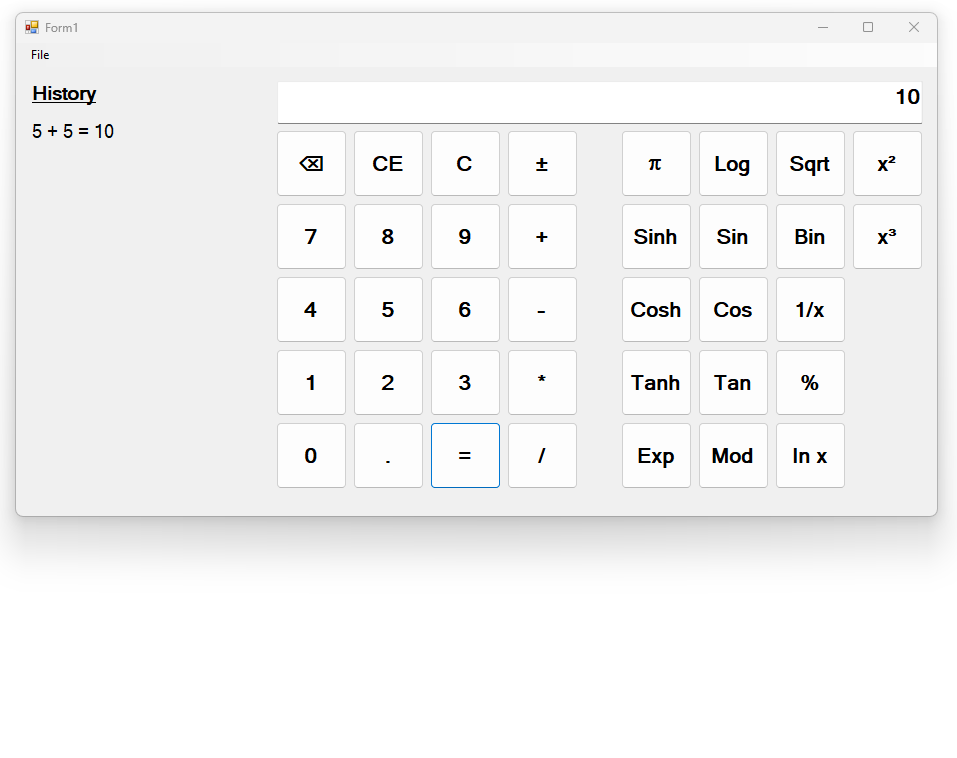 Form1
File
History
5 + 5 = 10
10
⌫ CE C ± π Log Sqrt x²
7 8 9 + Sinh Sin Bin x³
4 5 6 - Cosh Cos 1/x
1 2 3 * Tanh Tan %
0 . = / Exp Mod ln x